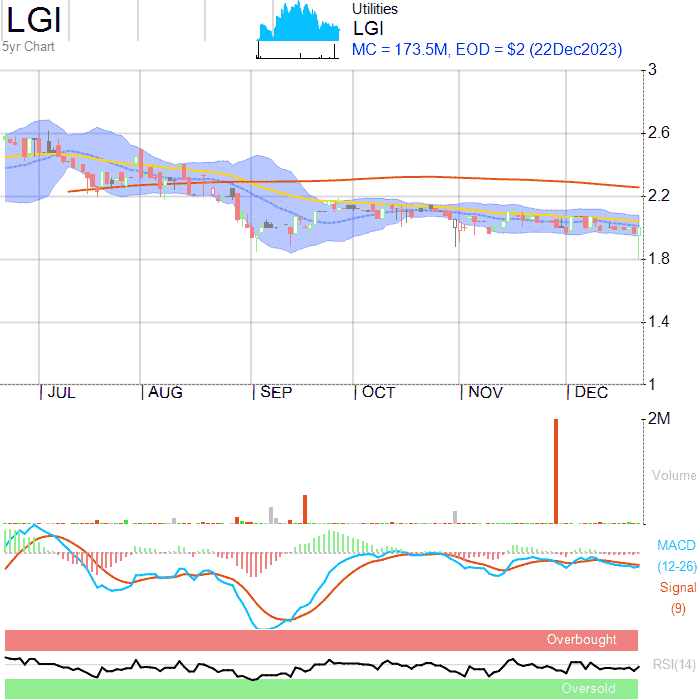 LGI
5yr Chart
Utilities
LGI
MC = 173.5M, EOD = $2 (22Dec2023)
3
2.6
2.2
1.8
1.4
1
JUL AUG SEP OCT NOV DEC
2M
Volume
MACD
(12-26)
Signal
(9)
Overbought
RSI(14)
Oversold